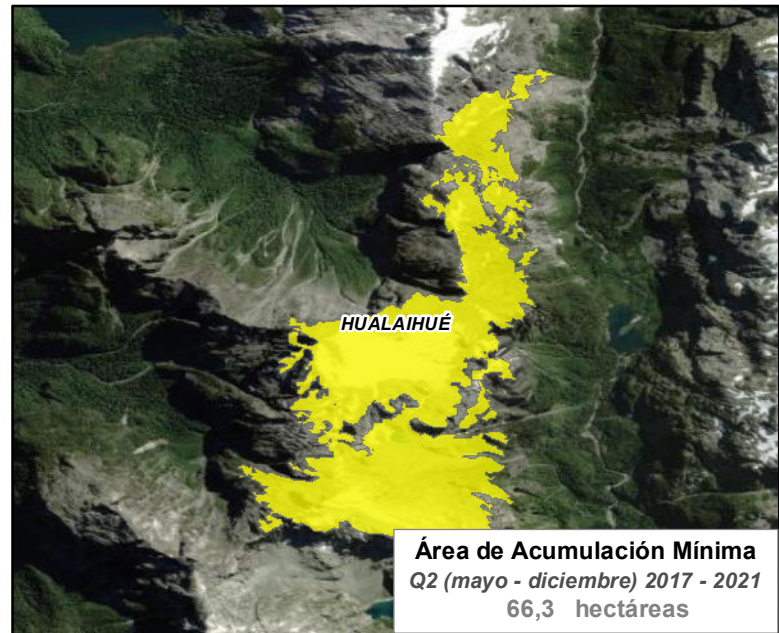 HUALAIHUÉ
Área de Acumulación Mínima
Q2 (mayo - diciembre) 2017 - 2021
66,3 hectáreas